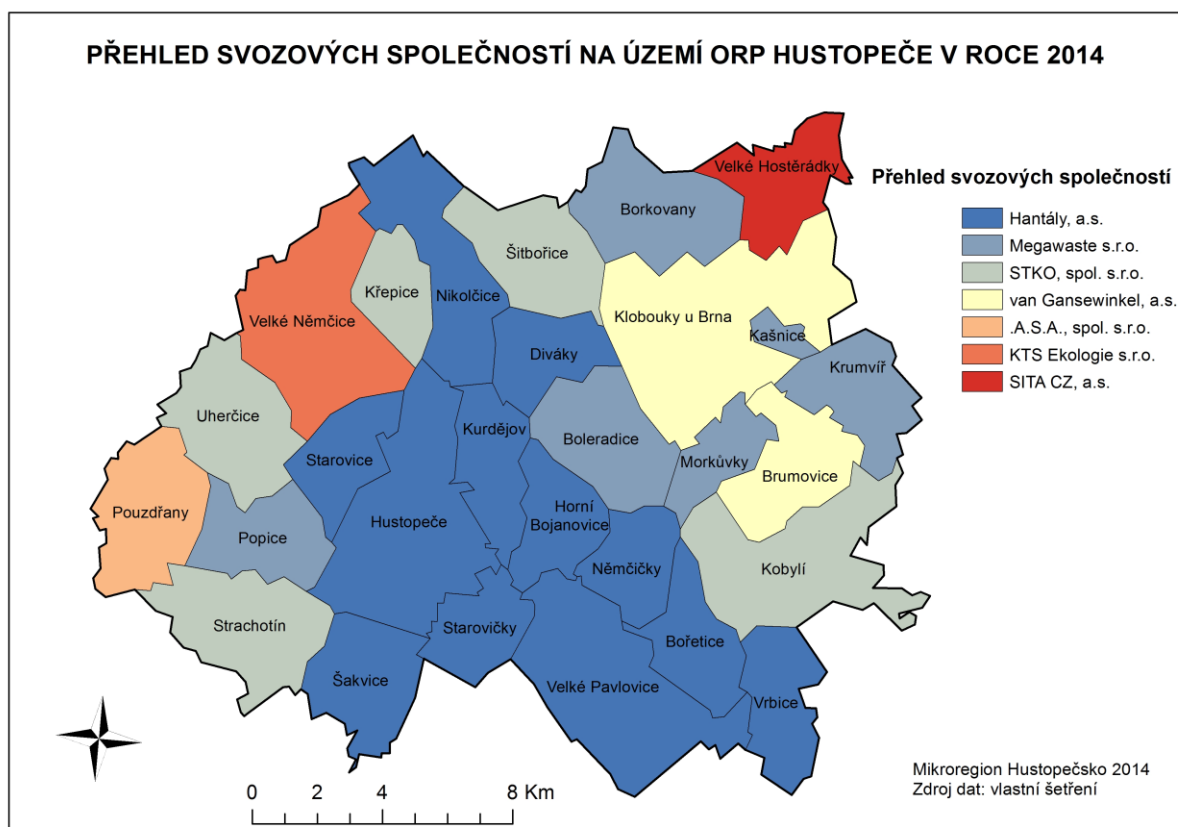 PŘEHLED SVOZOVÝCH SPOLEČNOSTÍ NA ÚZEMÍ ORP HUSTOPEČE V ROCE 2014
Velké Hostěrádky
Borkovany
Šitbořice
Křepice
Nikolčice
Klobouky u Brna
Velké Němčice
Kašnice
Diváky
Krumvíř
Uherčice
Kurdějov
Boleradice
Starovice
Morkůvky
Brumovice
Pouzdřany
Hustopeče
Horní
Bojanovice
Popice
Němčičky
Kobylí
Strachotín
Starovičky
Bořetice
Šakvice
Velké Pavlovice
Vrbice
Přehled svozových společností
Hantály, a.s.
Megawaste s.r.o.
STKO, spol. s.r.o.
van Gansewinkel, a.s.
.A.S.A., spol. s.r.o.
KTS Ekologie s.r.o.
SITA CZ, a.s.
0 2 4 6 8 Km
Mikroregion Hustopečsko 2014
Zdroj dat: vlastní šetření